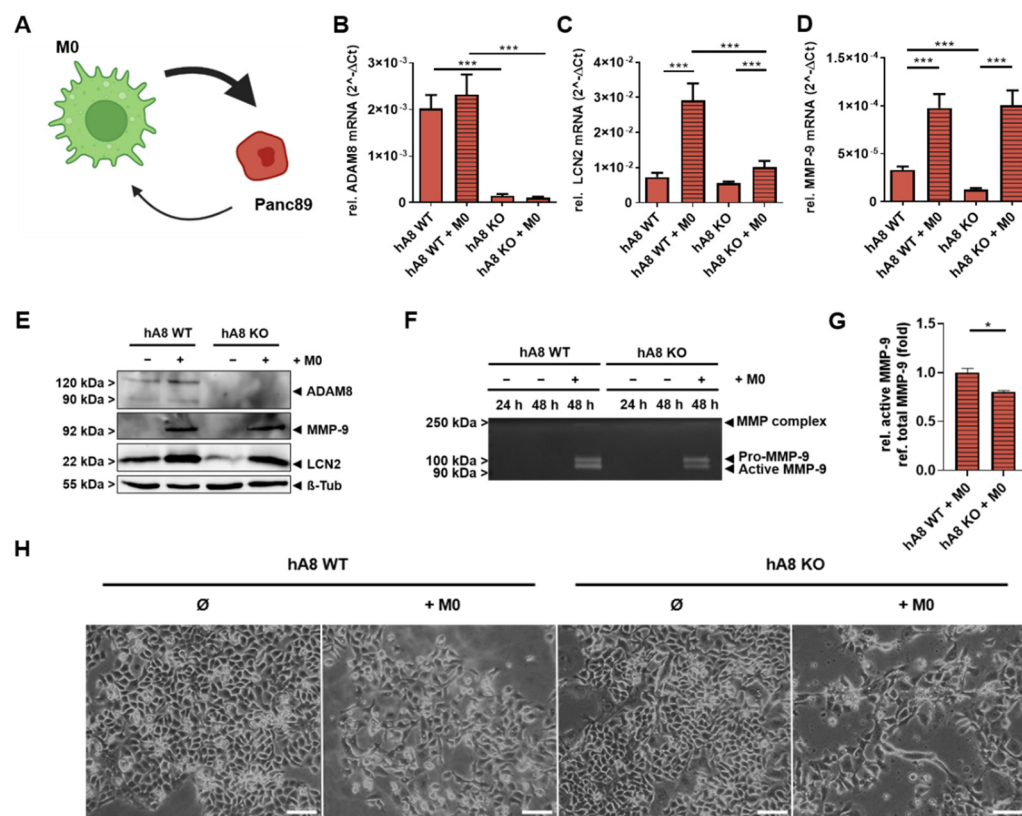 A
M0
Panc89
B
rel. ADAM8 mRNA (2^-ΔCt)
3×10⁻³
2×10⁻³
1×10⁻³
0
***
***
hA8 WT
hA8 WT + M0
hA8 KO
hA8 KO + M0
C
rel. LCN2 mRNA (2^-ΔCt)
4×10⁻²
3×10⁻²
2×10⁻²
1×10⁻²
0
***
***
***
hA8 WT
hA8 WT + M0
hA8 KO
hA8 KO + M0
D
rel. MMP-9 mRNA (2^-ΔCt)
1.5×10⁻⁴
1×10⁻⁴
5×10⁻⁵
0
***
***
***
hA8 WT
hA8 WT + M0
hA8 KO
hA8 KO + M0
E
hA8 WT hA8 KO
– + – + + M0
120 kDa >
90 kDa >
ADAM8
92 kDa > MMP-9
22 kDa > LCN2
55 kDa > ß-Tub
F
hA8 WT hA8 KO
– – + – – + + M0
24 h 48 h 48 h 24 h 48 h 48 h
250 kDa > MMP complex
100 kDa > Pro-MMP-9
90 kDa > Active MMP-9
G
rel. active MMP-9
ref. total MMP-9 (fold)
1.5
1.0
0.5
0.0
*
hA8 WT + M0
hA8 KO + M0
H
hA8 WT hA8 KO
Ø + M0 Ø + M0